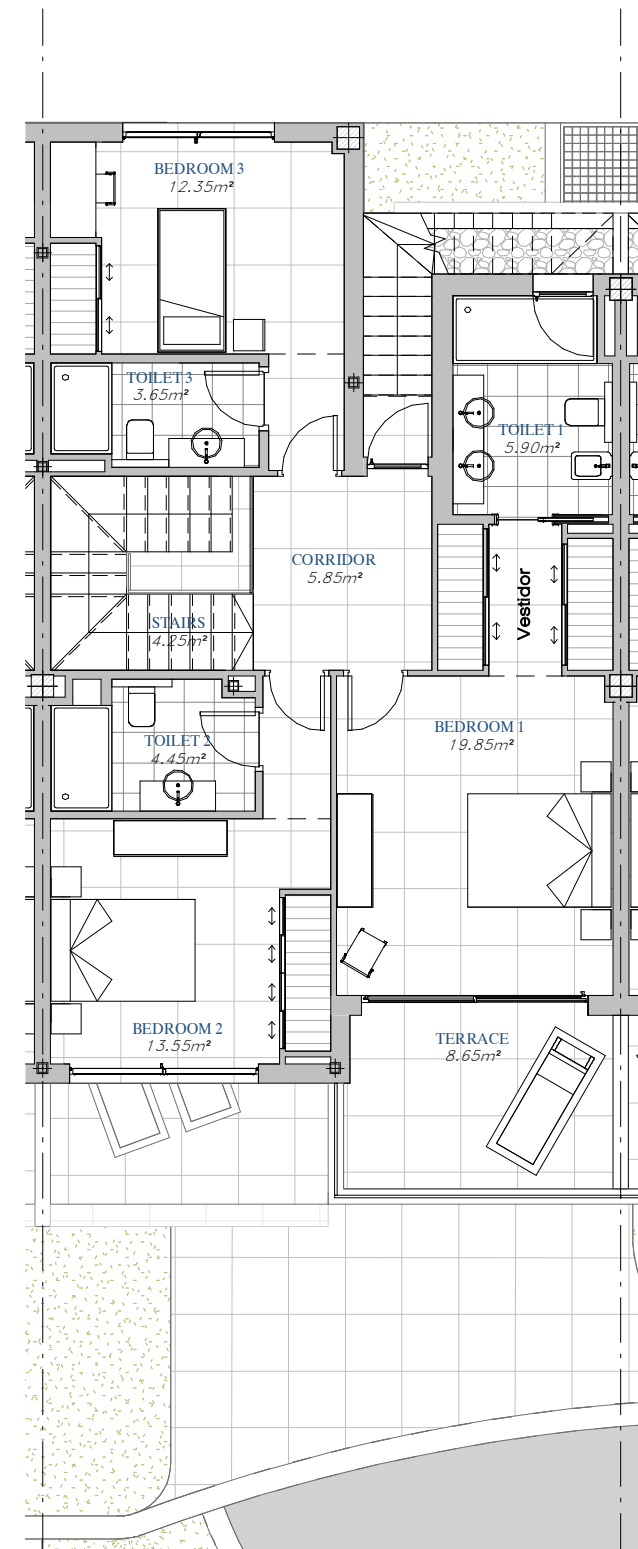 BEDROOM 3
12.35m²
TOILET 3
3.65m²
TOILET 1
5.90m²
CORRIDOR
5.85m²
Vestidor
STAIRS
4.25m²
BEDROOM 1
19.85m²
TOILET 2
4.45m²
BEDROOM 2
13.55m²
TERRACE
8.65m²